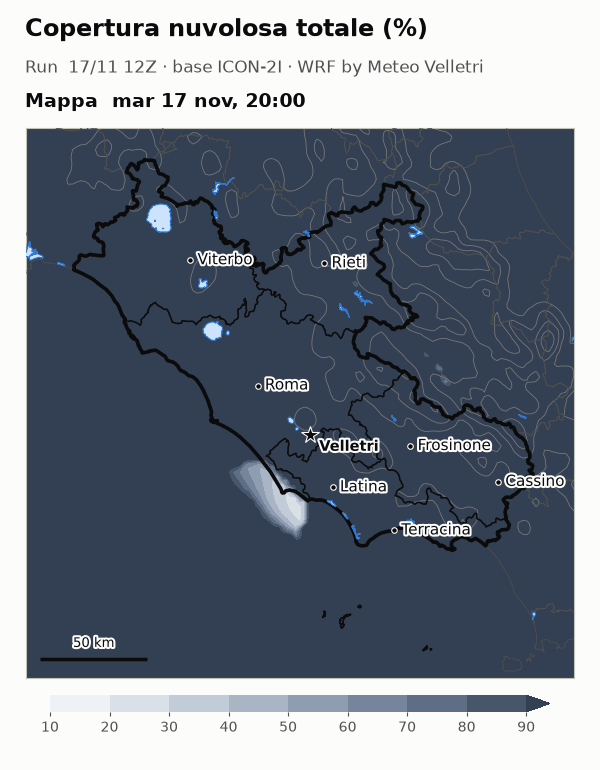 Copertura nuvolosa totale (%)
Run  17/11 12Z · base ICON-2I · WRF by Meteo Velletri
Mappa  mar 17 nov, 20:00
Viterbo
Rieti
Roma
Velletri
Frosinone
Cassino
Latina
Terracina
50 km
10 20 30 40 50 60 70 80 90